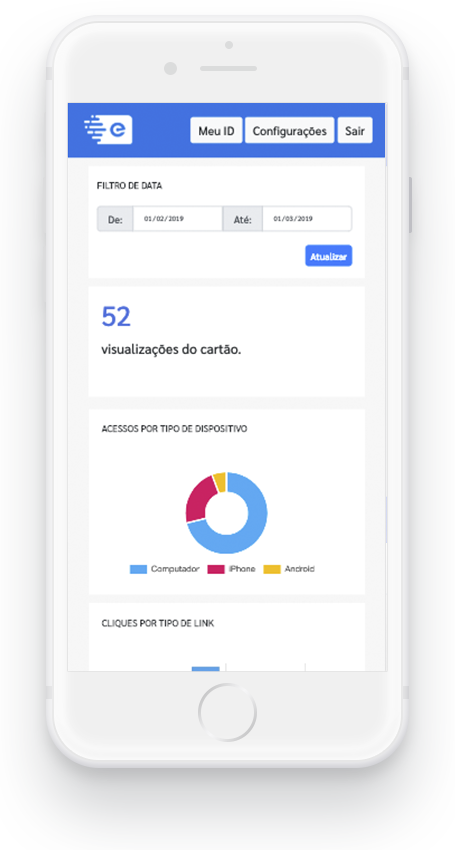 e
Meu ID Configurações Sair
FILTRO DE DATA
De: 01/02/2019 Até: 01/03/2019
Atualizar
52
visualizações do cartão.
ACESSOS POR TIPO DE DISPOSITIVO
Computador iPhone Android
CLIQUES POR TIPO DE LINK